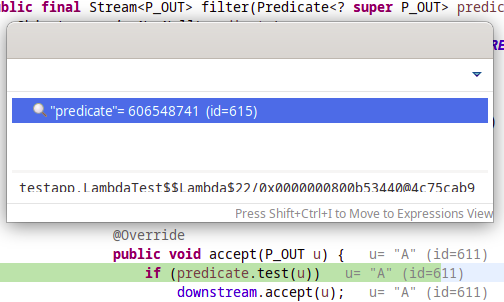 ublic final Stream<P_OUT> filter(Predicate<? super P_OUT> predic
RE
"predicate"= 606548741 (id=615)
testapp.LambdaTest$$Lambda$22/0x0000000800b53440@4c75cab9
Press Shift+Ctrl+I to Move to Expressions View
@Override
public void accept(P_OUT u) { u= "A" (id=611)
if (predicate.test(u)) u= "A" (id=611)
downstream.accept(u); u= "A" (id=611)